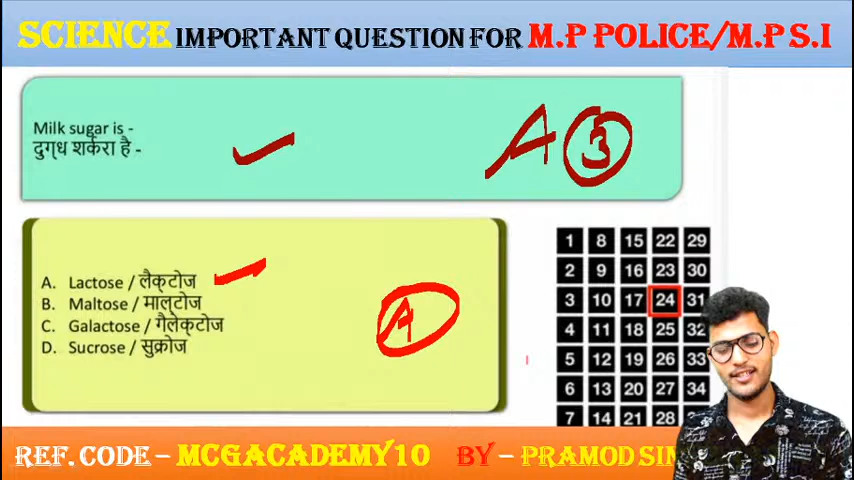 SCIENCE IMPORTANT QUESTION FOR M.P POLICE/M.P S.I
Milk sugar is -
दुग्ध शर्करा है -
A 3
A. Lactose / लैक्टोज
B. Maltose / माल्टोज
C. Galactose / गैलेक्टोज
D. Sucrose / सुक्रोज
A
1 8 15 22 29
2 9 16 23 30
3 10 17 24 31
4 11 18 25 32
5 12 19 26 33
6 13 20 27 34
7 14 21 28
REF. CODE - MCGACADEMY10 BY - PRAMOD